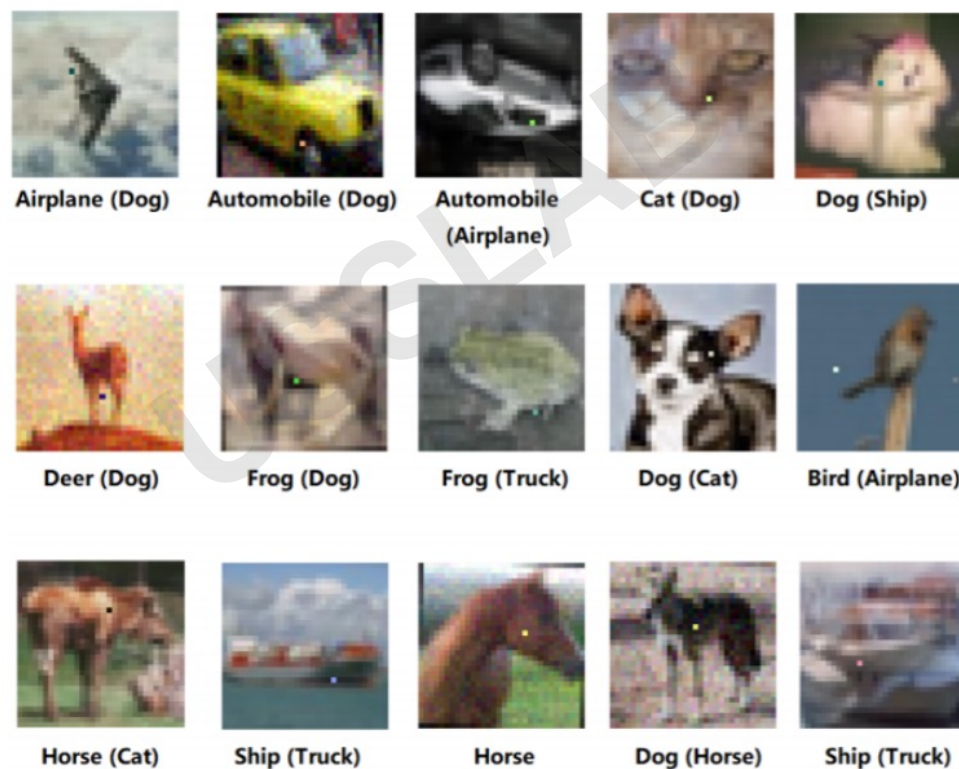 Airplane (Dog)
Automobile (Dog)
Automobile
(Airplane)
Cat (Dog)
Dog (Ship)
Deer (Dog)
Frog (Dog)
Frog (Truck)
Dog (Cat)
Bird (Airplane)
Horse (Cat)
Ship (Truck)
Horse
Dog (Horse)
Ship (Truck)